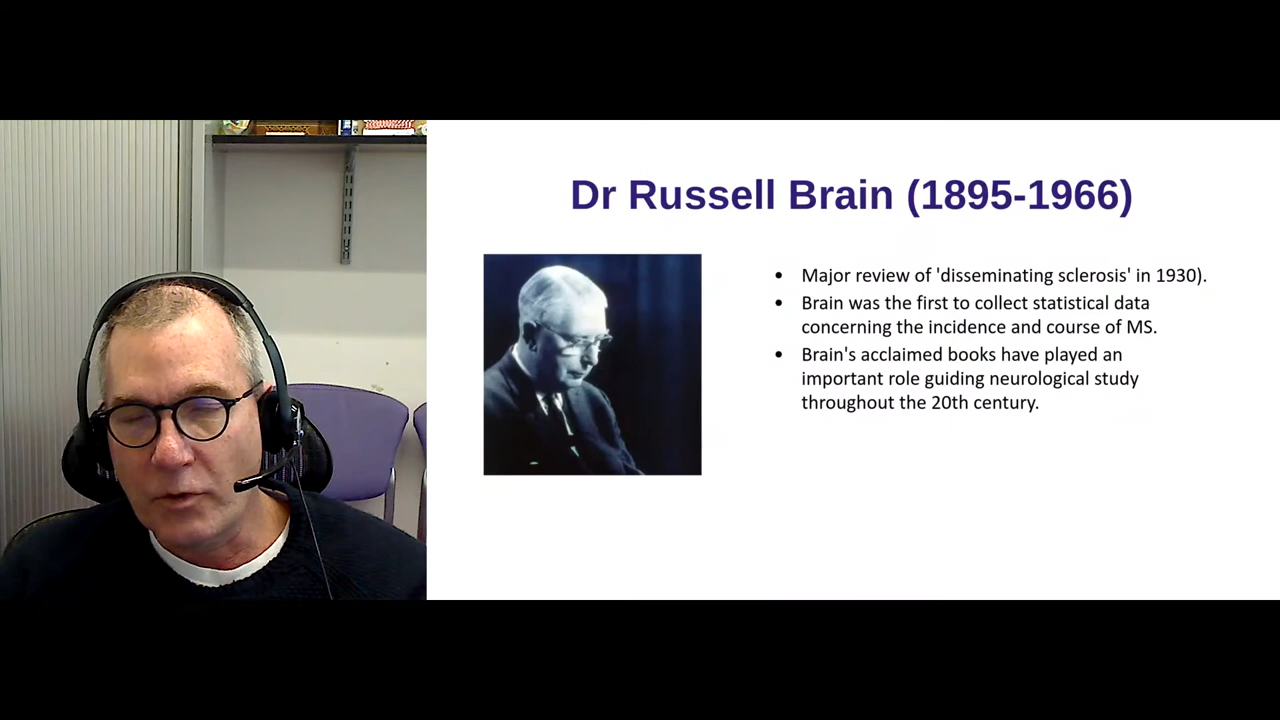 Dr Russell Brain (1895-1966)
• Major review of 'disseminating sclerosis' in 1930).
• Brain was the first to collect statistical data
concerning the incidence and course of MS.
• Brain's acclaimed books have played an
important role guiding neurological study
throughout the 20th century.